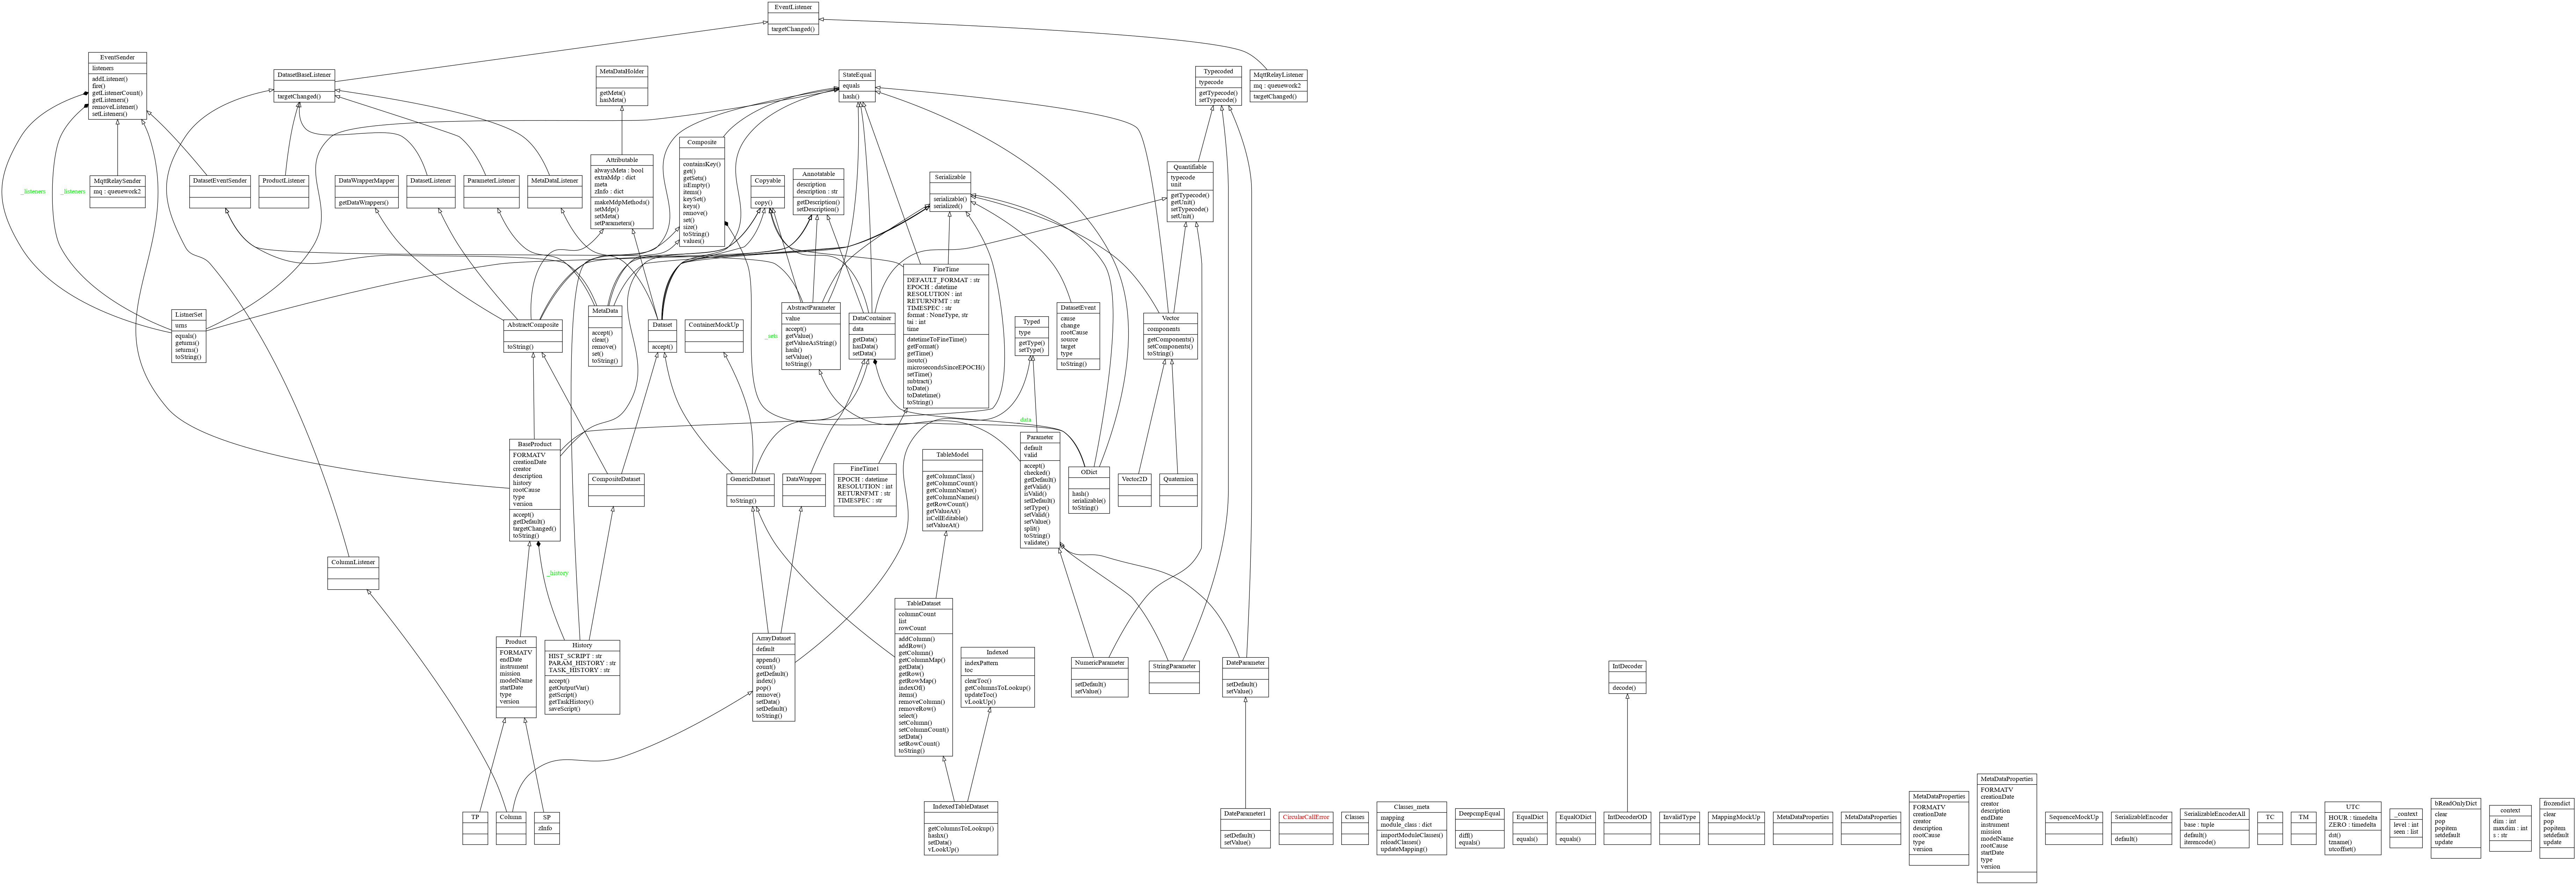 EventListener
targetChanged()
EventSender
listeners
addListener()
fire()
getListenerCount()
getListeners()
removeListener()
setListeners()
DatasetBaseListener
targetChanged()
MetaDataHolder
getMeta()
hasMeta()
StateEqual
equals
hash()
Typecoded
typecode
getTypecode()
setTypecode()
MqttRelayListener
mq : queuework2
targetChanged()
_listeners
_listeners
MqttRelaySender
mq : queuework2
DatasetEventSender
ProductListener
DataWrapperMapper
getDataWrappers()
DatasetListener
ParameterListener
MetaDataListener
Attributable
alwaysMeta : bool
extraMdp : dict
meta
zInfo : dict
makeMdpMethods()
setMdp()
setMeta()
setParameters()
Composite
containsKey()
get()
getSets()
isEmpty()
items()
keySet()
keys()
remove()
set()
size()
toString()
values()
Copyable
copy()
Annotatable
description
description : str
getDescription()
setDescription()
Serializable
serializable()
serialized()
Quantifiable
typecode
unit
getTypecode()
getUnit()
setTypecode()
setUnit()
ListnerSet
urns
equals()
geturns()
seturns()
toString()
AbstractComposite
toString()
MetaData
accept()
clear()
remove()
set()
toString()
Dataset
accept()
ContainerMockUp
_sets
AbstractParameter
value
accept()
getValue()
getValueAsString()
hash()
setValue()
toString()
DataContainer
data
getData()
hasData()
setData()
FineTime
DEFAULT_FORMAT : str
EPOCH : datetime
RESOLUTION : int
RETURNFMT : str
TIMESPEC : str
format : NoneType, str
tai : int
time
datetimeToFineTime()
getFormat()
getTime()
isoutc()
microsecondsSinceEPOCH()
setTime()
subtract()
toDate()
toDatetime()
toString()
Typed
type
getType()
setType()
DatasetEvent
cause
change
rootCause
source
target
type
toString()
Vector
components
getComponents()
setComponents()
toString()
_data
BaseProduct
FORMATV
creationDate
creator
description
history
rootCause
type
version
accept()
getDefault()
targetChanged()
toString()
CompositeDataset
GenericDataset
toString()
DataWrapper
FineTime1
EPOCH : datetime
RESOLUTION : int
RETURNFMT : str
TIMESPEC : str
TableModel
getColumnClass()
getColumnCount()
getColumnName()
getColumnNames()
getRowCount()
getValueAt()
isCellEditable()
setValueAt()
Parameter
default
valid
accept()
checked()
getDefault()
getValid()
isValid()
setDefault()
setType()
setValid()
setValue()
split()
toString()
validate()
ODict
hash()
serializable()
toString()
Vector2D
Quaternion
ColumnListener
_history
Product
FORMATV
endDate
instrument
mission
modelName
startDate
type
version
History
HIST_SCRIPT : str
PARAM_HISTORY : str
TASK_HISTORY : str
accept()
getOutputVar()
getScript()
getTaskHistory()
saveScript()
ArrayDataset
default
append()
count()
getDefault()
index()
pop()
remove()
setData()
setDefault()
toString()
TableDataset
columnCount
list
rowCount
addColumn()
addRow()
getColumn()
getColumnMap()
getData()
getRow()
getRowMap()
indexOf()
items()
removeColumn()
removeRow()
select()
setColumn()
setColumnCount()
setData()
setRowCount()
toString()
Indexed
indexPattern
toc
clearToc()
getColumnsToLookup()
updateToc()
vLookUp()
NumericParameter
setDefault()
setValue()
StringParameter
DateParameter
setDefault()
setValue()
IntDecoder
decode()
TP
Column
SP
zInfo
IndexedTableDataset
getColumnsToLookup()
hashx()
setData()
vLookUp()
DateParameter1
setDefault()
setValue()
CircularCallError
Classes
Classes_meta
mapping
module_class : dict
importModuleClasses()
reloadClasses()
updateMapping()
DeepcmpEqual
diff()
equals()
EqualDict
equals()
EqualODict
equals()
IntDecoderOD
InvalidType
MappingMockUp
MetaDataProperties
MetaDataProperties
MetaDataProperties
FORMATV
creationDate
creator
description
rootCause
type
version
MetaDataProperties
FORMATV
creationDate
creator
description
endDate
instrument
mission
modelName
rootCause
startDate
type
version
SequenceMockUp
SerializableEncoder
default()
SerializableEncoderAll
base : tuple
default()
iterencode()
TC
TM
UTC
HOUR : timedelta
ZERO : timedelta
dst()
tzname()
utcoffset()
_context
level : int
seen : list
bReadOnlyDict
clear
pop
popitem
setdefault
update
context
dim : int
maxdim : int
s : str
frozendict
clear
pop
popitem
setdefault
update